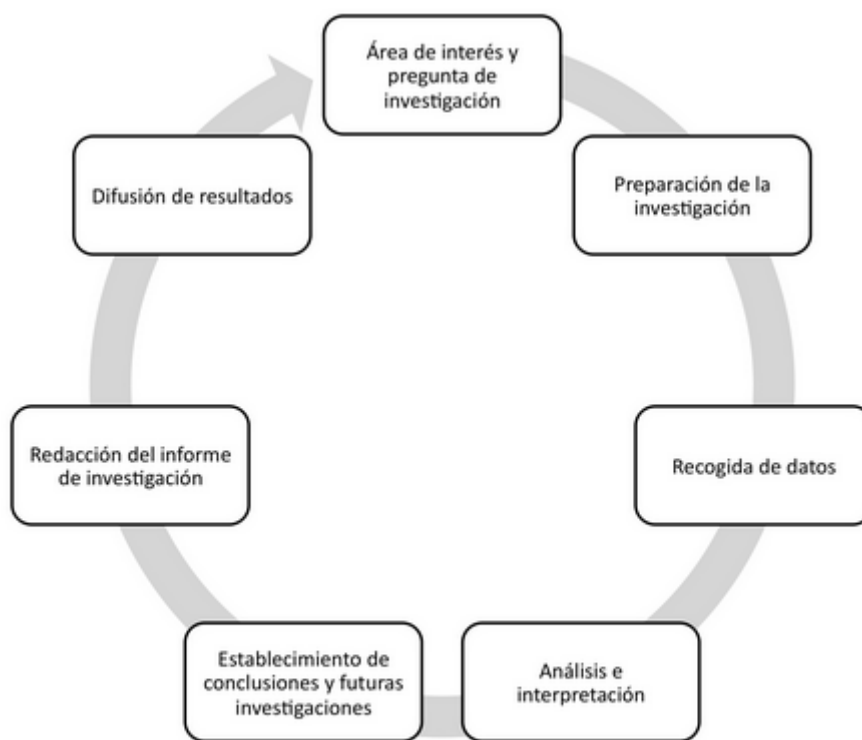 Área de interés y
pregunta de
investigación
Preparación de la
investigación
Recogida de datos
Análisis e
interpretación
Establecimiento de
conclusiones y futuras
investigaciones
Redacción del informe
de investigación
Difusión de resultados